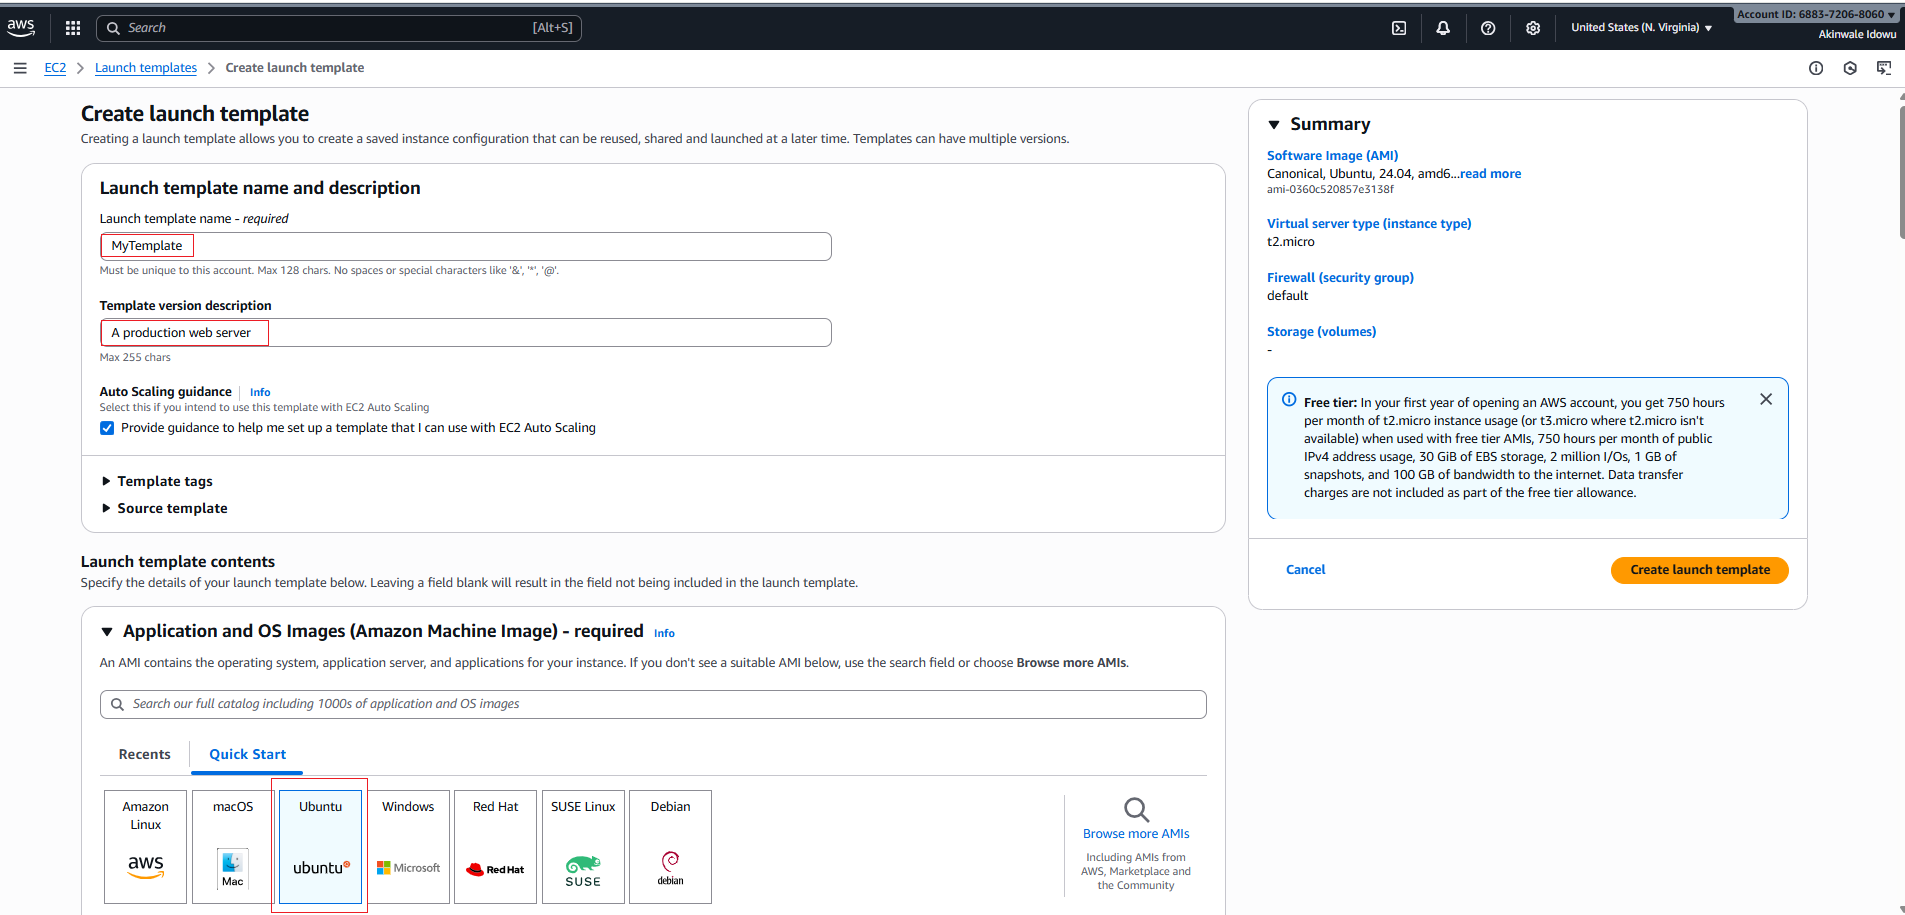 aws
Search
[Alt+S]
United States (N. Virginia)
Account ID: 6883-7206-8060
Akinwale Idowu
EC2
Launch templates
Create launch template
Create launch template
Creating a launch template allows you to create a saved instance configuration that can be reused, shared and launched at a later time. Templates can have multiple versions.
Launch template name and description
Launch template name - required
MyTemplate
Must be unique to this account. Max 128 chars. No spaces or special characters like '&', '*', '@'.
Template version description
A production web server
Max 255 chars
Auto Scaling guidance
Info
Select this if you intend to use this template with EC2 Auto Scaling
Provide guidance to help me set up a template that I can use with EC2 Auto Scaling
Template tags
Source template
Launch template contents
Specify the details of your launch template below. Leaving a field blank will result in the field not being included in the launch template.
Application and OS Images (Amazon Machine Image) - required
Info
An AMI contains the operating system, application server, and applications for your instance. If you don't see a suitable AMI below, use the search field or choose Browse more AMIs.
Search our full catalog including 1000s of application and OS images
Recents
Quick Start
Amazon
Linux
aws
macOS
Mac
Ubuntu
ubuntu
Windows
Microsoft
Red Hat
Red Hat
SUSE Linux
SUSE
Debian
debian
Browse more AMIs
Including AMIs from
AWS, Marketplace and
the Community
Summary
Software Image (AMI)
Canonical, Ubuntu, 24.04, amd6...read more
ami-0360c520857e3138f
Virtual server type (instance type)
t2.micro
Firewall (security group)
default
Storage (volumes)
-
Free tier: In your first year of opening an AWS account, you get 750 hours
per month of t2.micro instance usage (or t3.micro where t2.micro isn't
available) when used with free tier AMIs, 750 hours per month of public
IPv4 address usage, 30 GiB of EBS storage, 2 million I/Os, 1 GB of
snapshots, and 100 GB of bandwidth to the internet. Data transfer
charges are not included as part of the free tier allowance.
Cancel
Create launch template